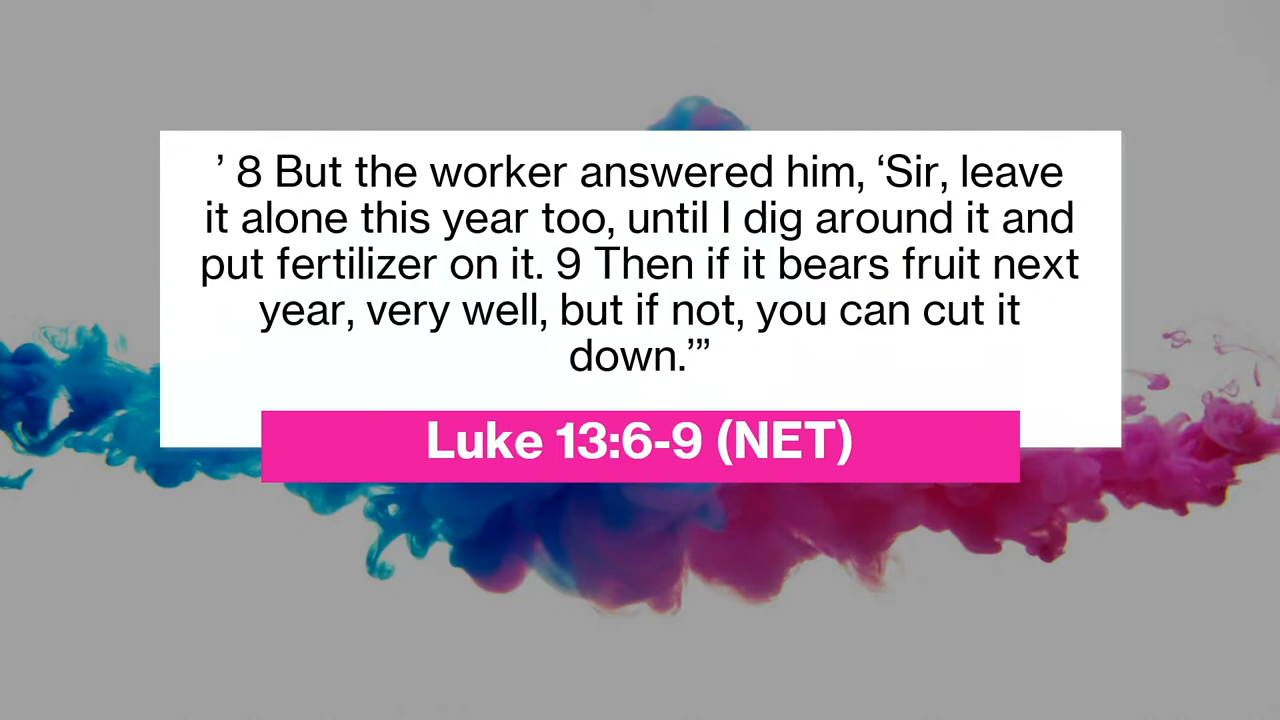 ’ 8 But the worker answered him, ‘Sir, leave
it alone this year too, until I dig around it and
put fertilizer on it. 9 Then if it bears fruit next
year, very well, but if not, you can cut it
down.’”
Luke 13:6-9 (NET)